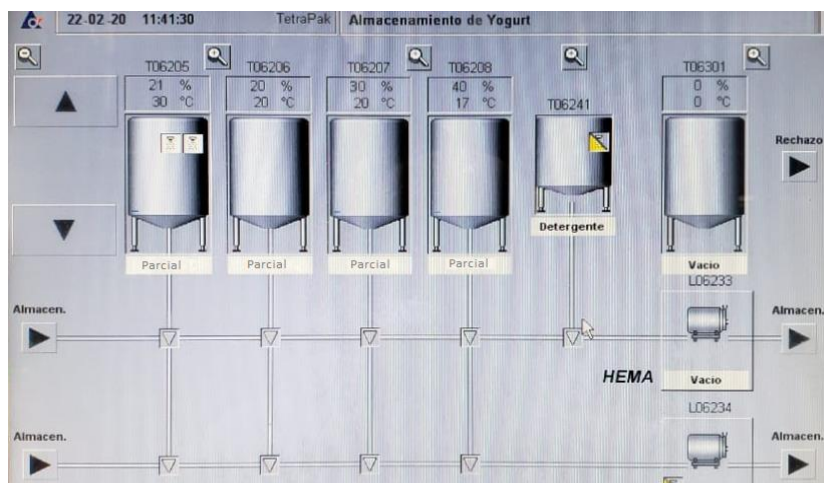 22-02-20 11:41:30 TetraPak Almacenamiento de Yogurt
T06205
21 %
30 °C
Parcial
T06206
20 %
20 °C
Parcial
T06207
30 %
20 °C
Parcial
T06208
40 %
17 °C
Parcial
T06241
Detergente
T06301
0 %
0 °C
Vacio
Rechazo
Almacen.
L06233
HEMA
Vacio
Almacen.
Almacen.
L06234
Almacen.